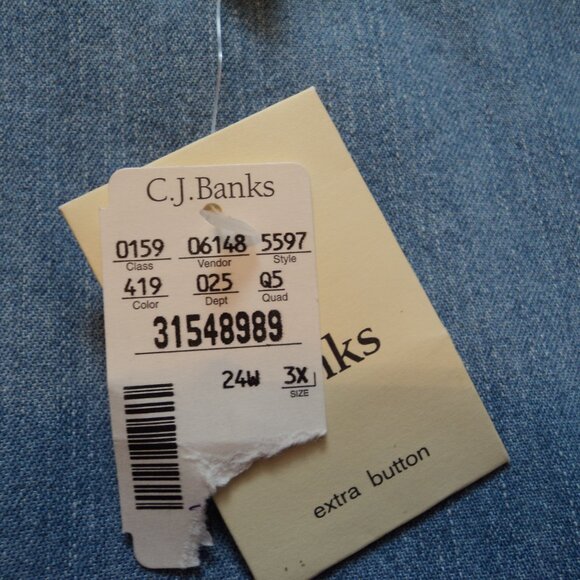 C.J.Banks
0159 06148 5597
Class Vendor Style
419 025 Q5
Color Dept Quad
31548989
24W 3X
SIZE
nks
extra button